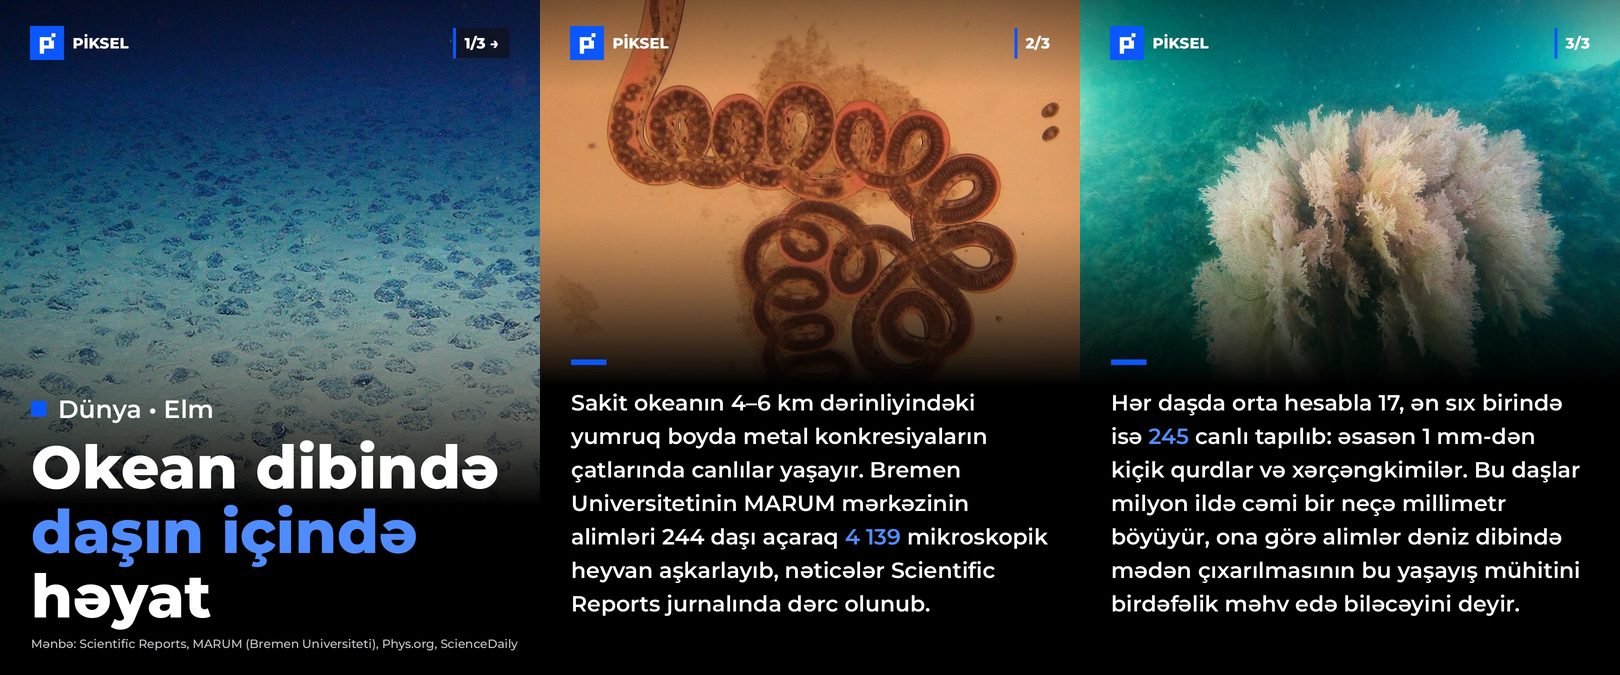 PİKSEL
1/3 →
Dünya • Elm
Okean dibində
daşın içində
həyat
Mənbə: Scientific Reports, MARUM (Bremen Universiteti), Phys.org, ScienceDaily
PİKSEL
2/3
Sakit okeanın 4–6 km dərinliyindəki
yumruq boyda metal konkresiyaların
çatlarında canlılar yaşayır. Bremen
Universitetinin MARUM mərkəzinin
alimləri 244 daşı açaraq 4 139 mikroskopik
heyvan aşkarlayıb, nəticələr Scientific
Reports jurnalında dərc olunub.
PİKSEL
3/3
Hər daşda orta hesabla 17, ən sıx birində
isə 245 canlı tapılıb: əsasən 1 mm-dən
kiçik qurdlar və xərçəngkimilər. Bu daşlar
milyon ildə cəmi bir neçə millimetr
böyüyür, ona görə alimlər dəniz dibində
mədən çıxarılmasının bu yaşayış mühitini
birdəfəlik məhv edə biləcəyini deyir.